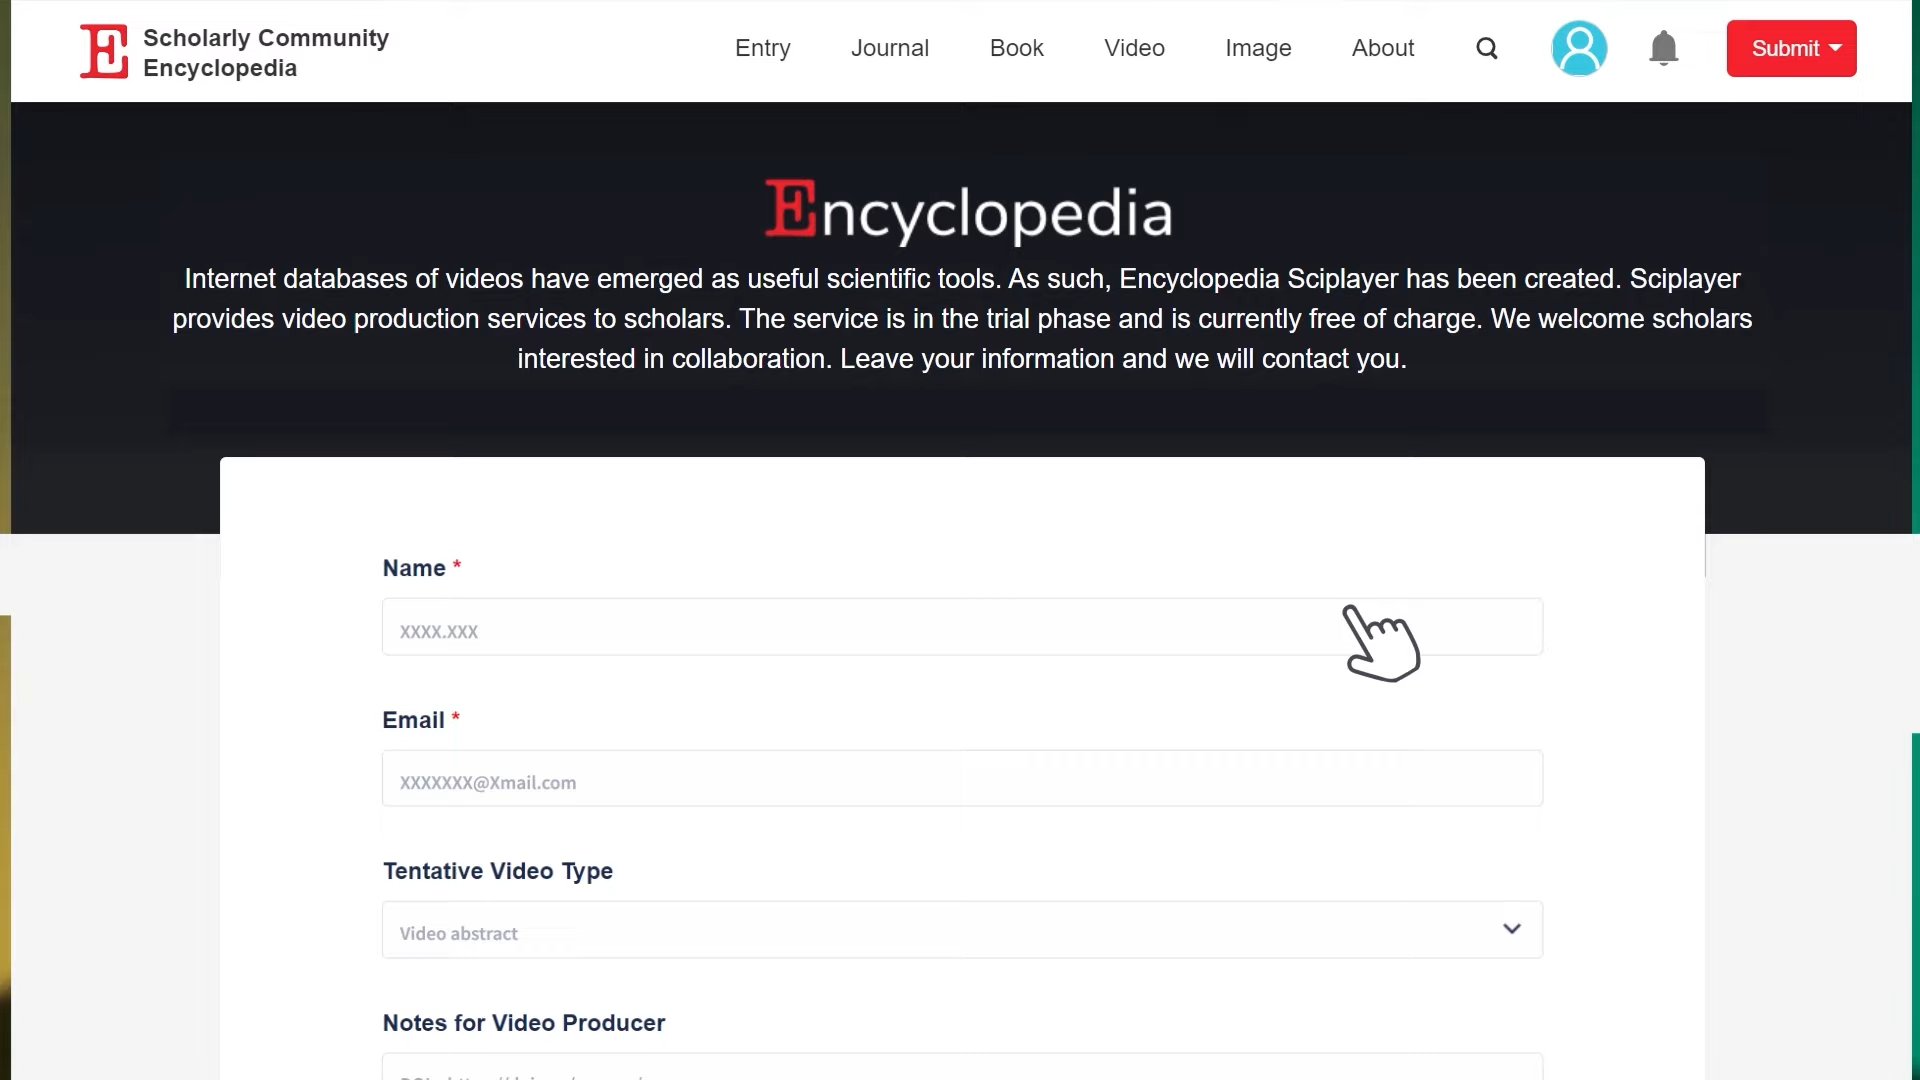 Scholarly Community
Encyclopedia
Entry Journal Book Video Image About Submit
Encyclopedia
Internet databases of videos have emerged as useful scientific tools. As such, Encyclopedia Sciplayer has been created. Sciplayer
provides video production services to scholars. The service is in the trial phase and is currently free of charge. We welcome scholars
interested in collaboration. Leave your information and we will contact you.
Name *
XXXX.XXX
Email *
XXXXXXX@Xmail.com
Tentative Video Type
Video abstract
Notes for Video Producer